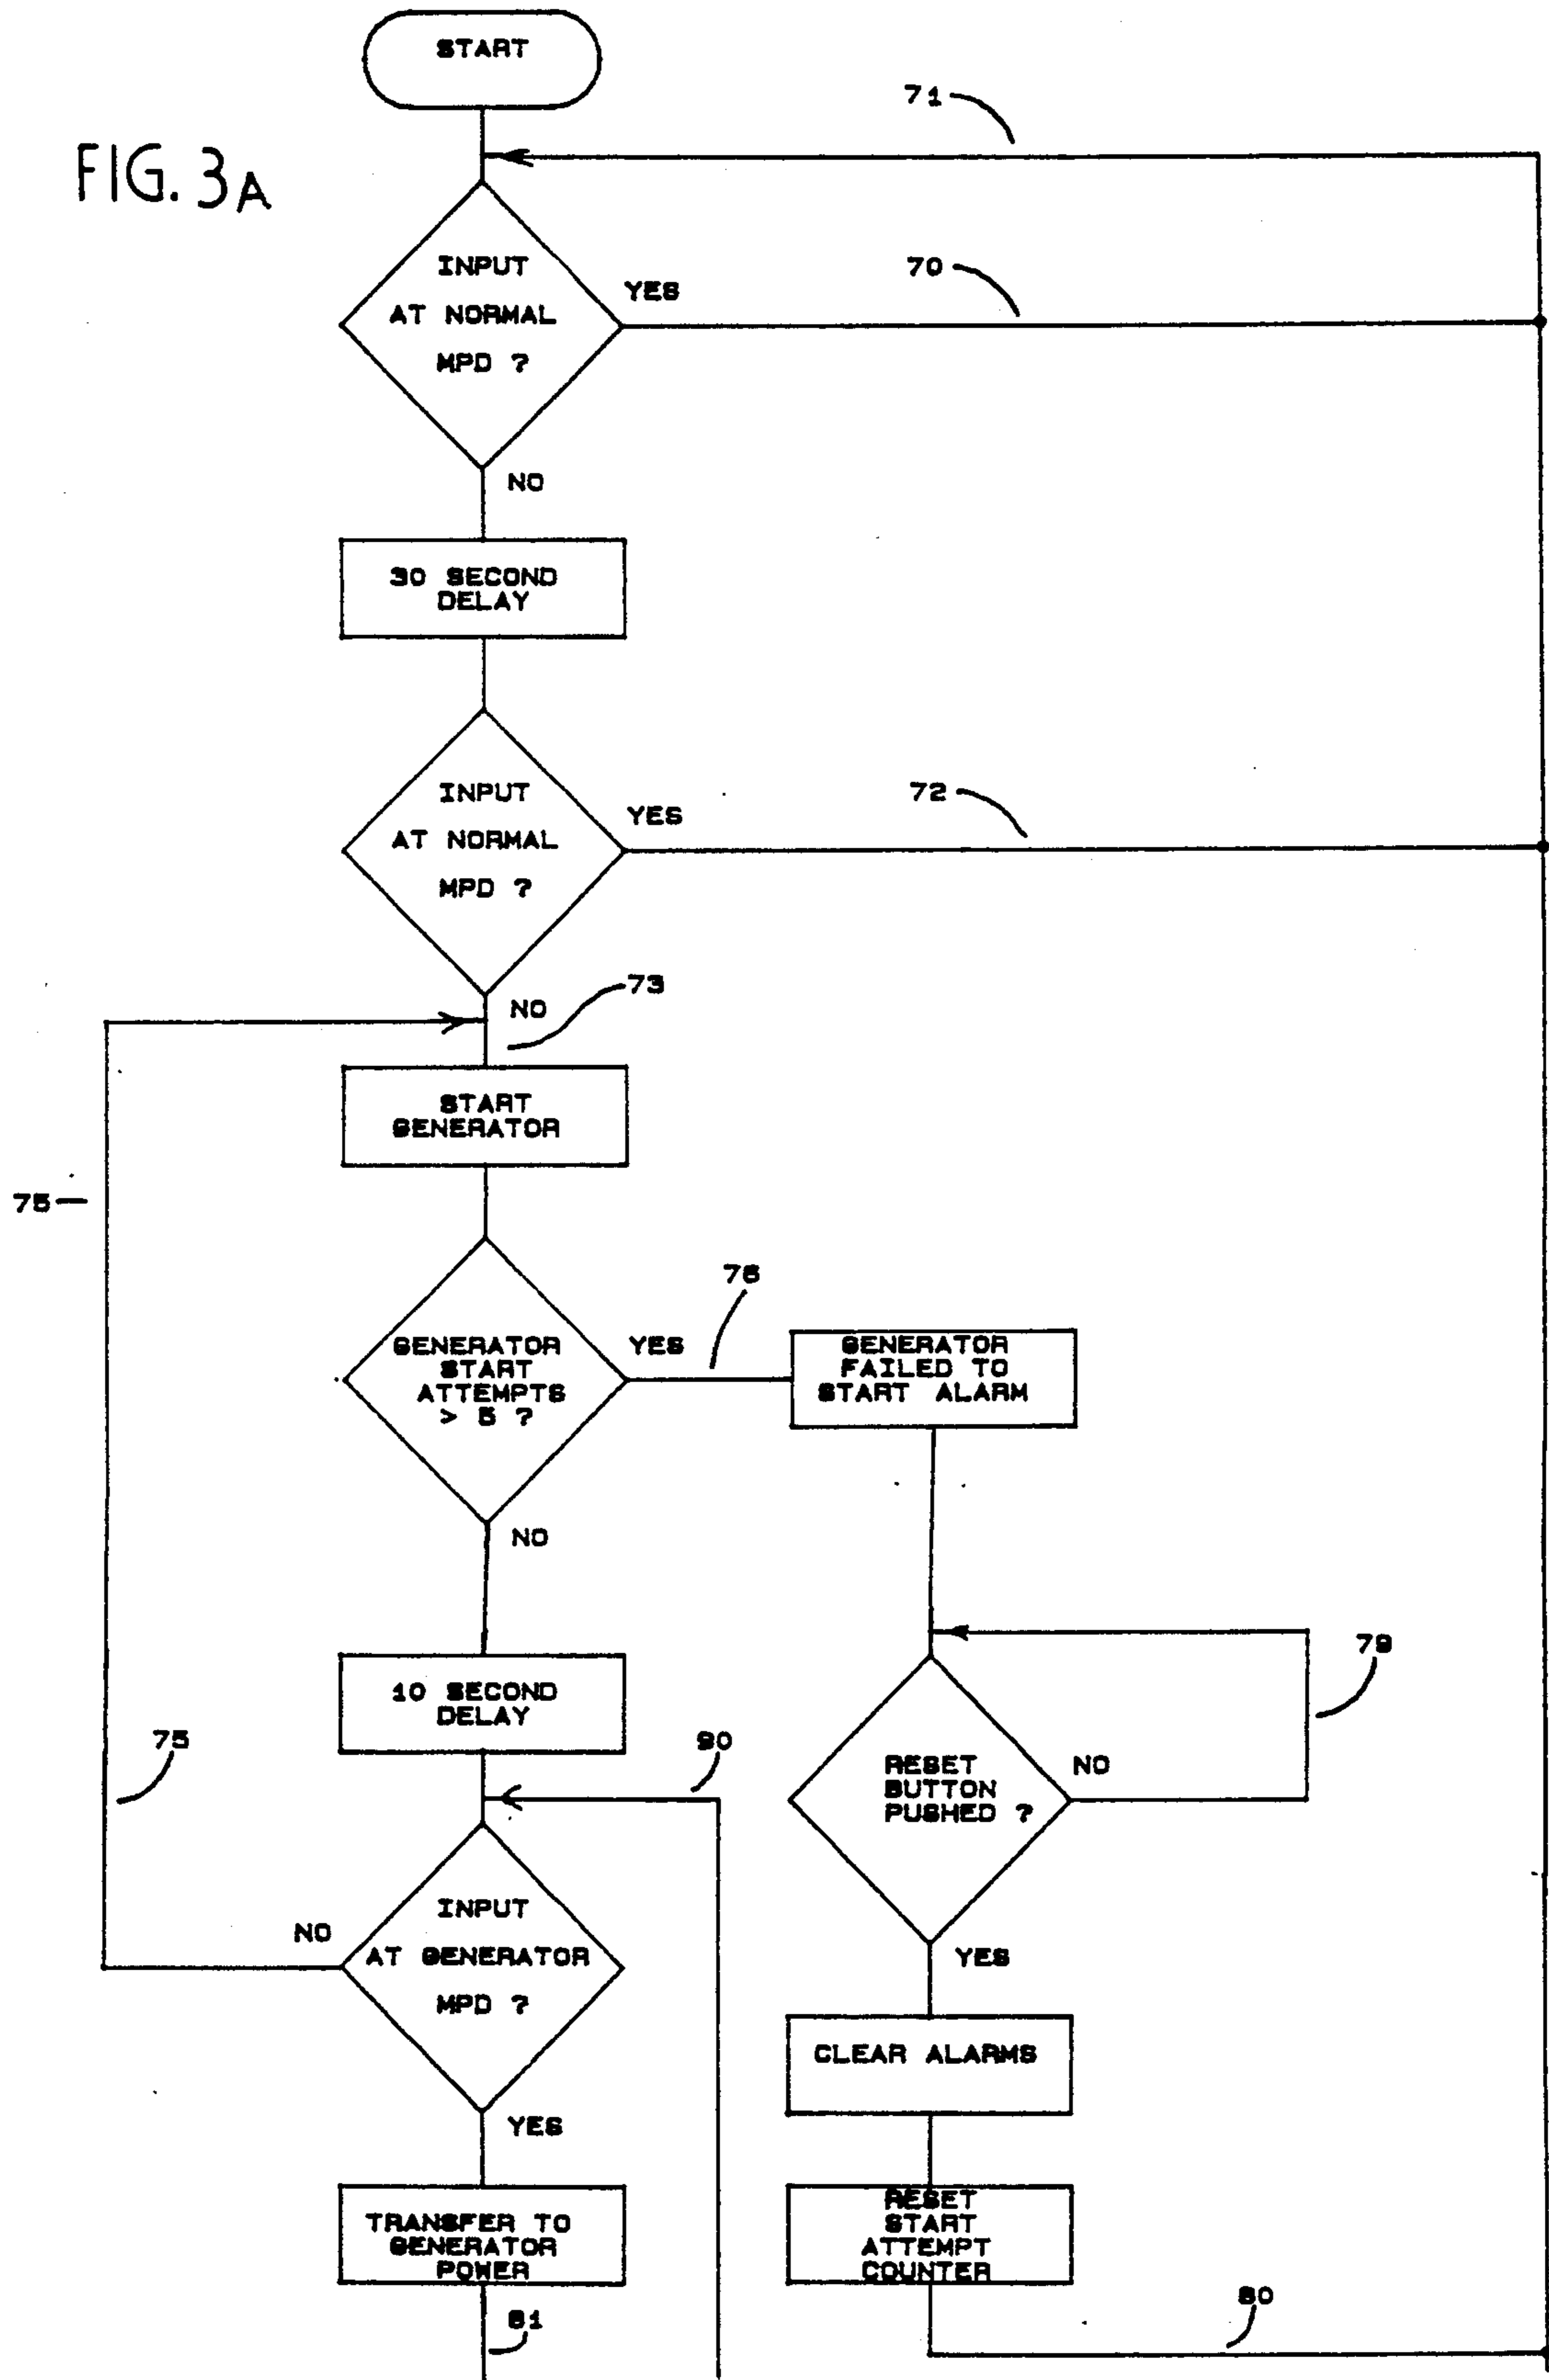 START
71
FIG. 3A
INPUT
AT NORMAL
MPD ?
YES
70
NO
30 SECOND
DELAY
INPUT
AT NORMAL
MPD ?
YES
72
NO
73
START
GENERATOR
75
GENERATOR
START
ATTEMPTS
> 5 ?
YES
76
GENERATOR
FAILED TO
START ALARM
NO
79
10 SECOND
DELAY
75
90
RESET
BUTTON
PUSHED ?
NO
INPUT
AT GENERATOR
MPD ?
NO
YES
CLEAR ALARMS
YES
TRANSFER TO
GENERATOR
POWER
RESET
START
ATTEMPT
COUNTER
81
80